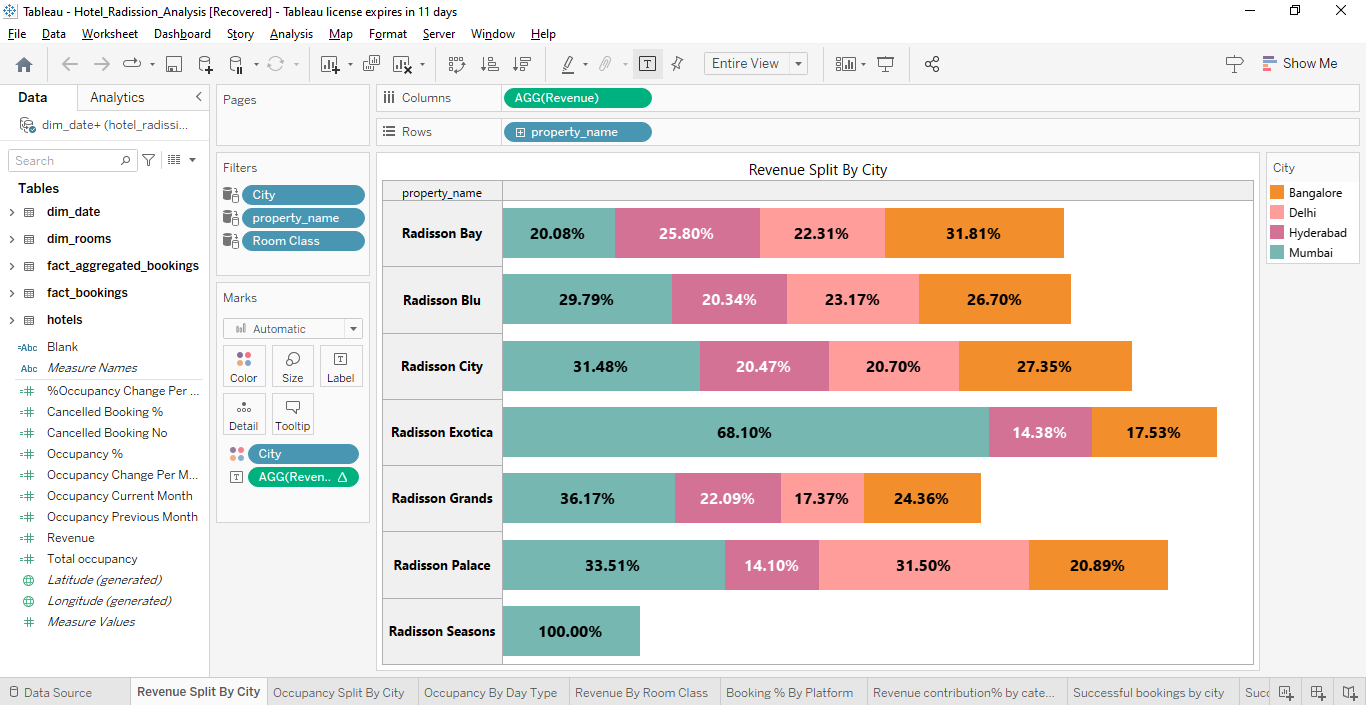 Tableau - Hotel_Radission_Analysis [Recovered] - Tableau license expires in 11 days
File Data Worksheet Dashboard Story Analysis Map Format Server Window Help
Entire View
Show Me
Data Analytics
dim_date+ (hotel_radissi...
Search
Tables
dim_date
dim_rooms
fact_aggregated_bookings
fact_bookings
hotels
Abc Blank
Abc Measure Names
%Occupancy Change Per ...
Cancelled Booking %
Cancelled Booking No
Occupancy %
Occupancy Change Per M...
Occupancy Current Month
Occupancy Previous Month
Revenue
Total occupancy
Latitude (generated)
Longitude (generated)
Measure Values
Pages
Filters
City
property_name
Room Class
Marks
Automatic
Color Size Label
Detail Tooltip
City
AGG(Reven..
Columns AGG(Revenue)
Rows property_name
Revenue Split By City
property_name
Radisson Bay 20.08% 25.80% 22.31% 31.81%
Radisson Blu 29.79% 20.34% 23.17% 26.70%
Radisson City 31.48% 20.47% 20.70% 27.35%
Radisson Exotica 68.10% 14.38% 17.53%
Radisson Grands 36.17% 22.09% 17.37% 24.36%
Radisson Palace 33.51% 14.10% 31.50% 20.89%
Radisson Seasons 100.00%
City
Bangalore
Delhi
Hyderabad
Mumbai
Data Source Revenue Split By City Occupancy Split By City Occupancy By Day Type Revenue By Room Class Booking % By Platform Revenue contribution% by cate... Successful bookings by city Succ